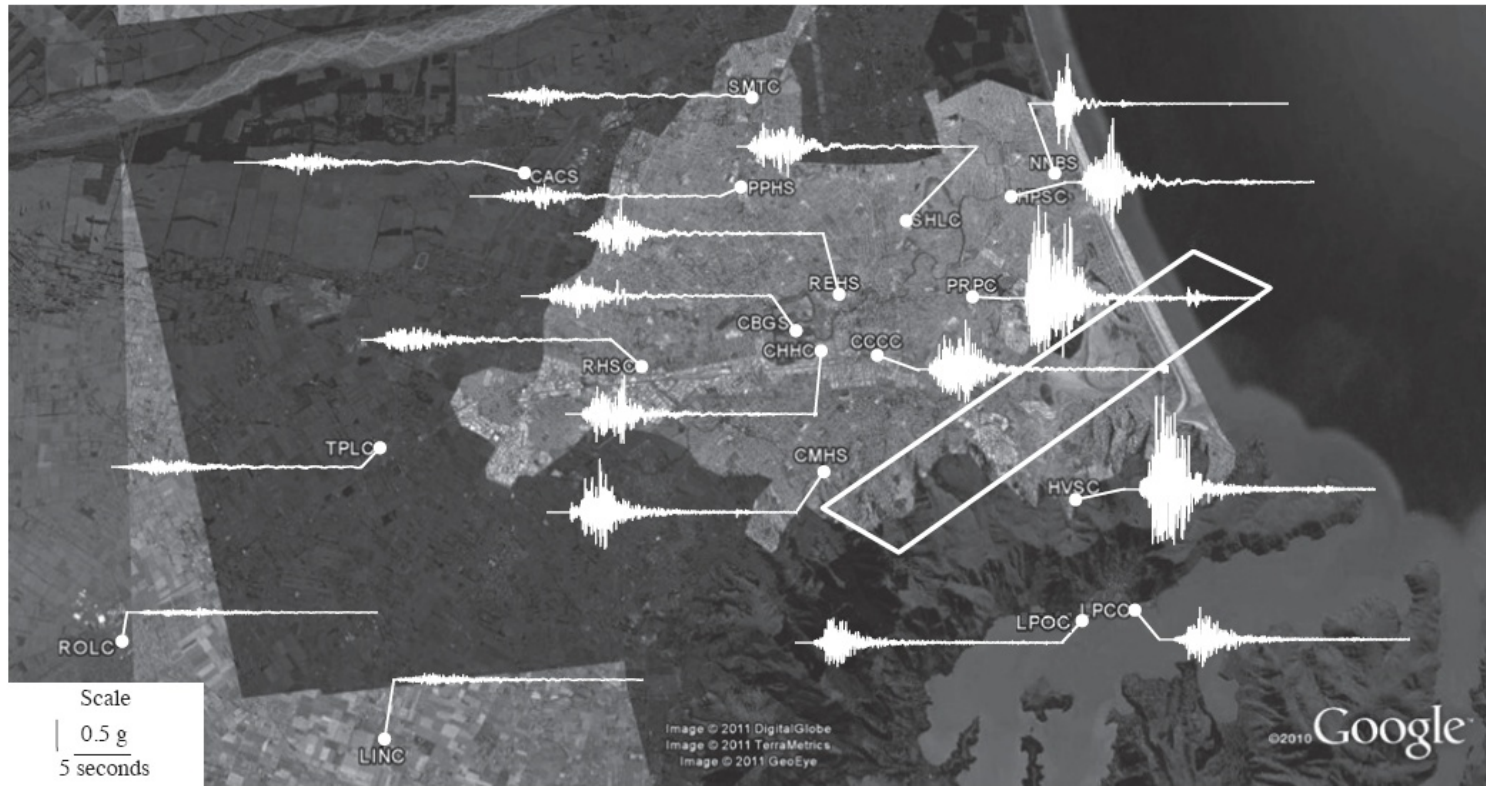 SMTC
NNBS
CACS
PPHS
HPSC
SHLC
REHS
PRPC
CBGS
CHHC
CCCC
RHSC
TPLC
CMHS
HVSC
LPOC
LPCC
ROLC
LINC
Scale
0.5 g
5 seconds
Image © 2011 DigitalGlobe
Image © 2011 TerraMetrics
Image © 2011 GeoEye
©2010 Google